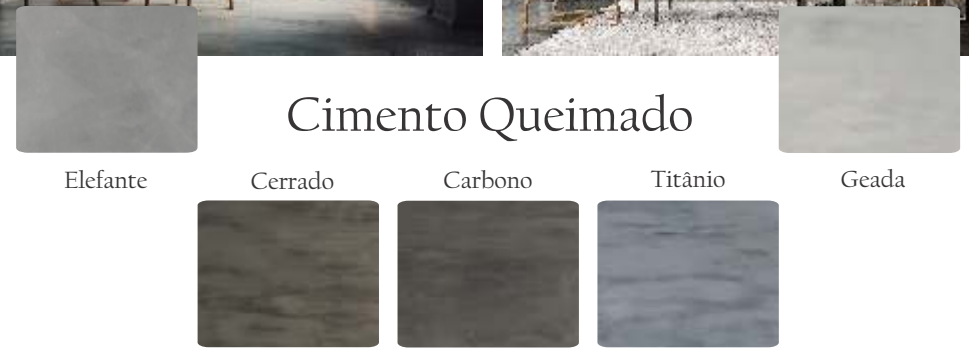 Cimento Queimado
Elefante
Cerrado
Carbono
Titânio
Geada